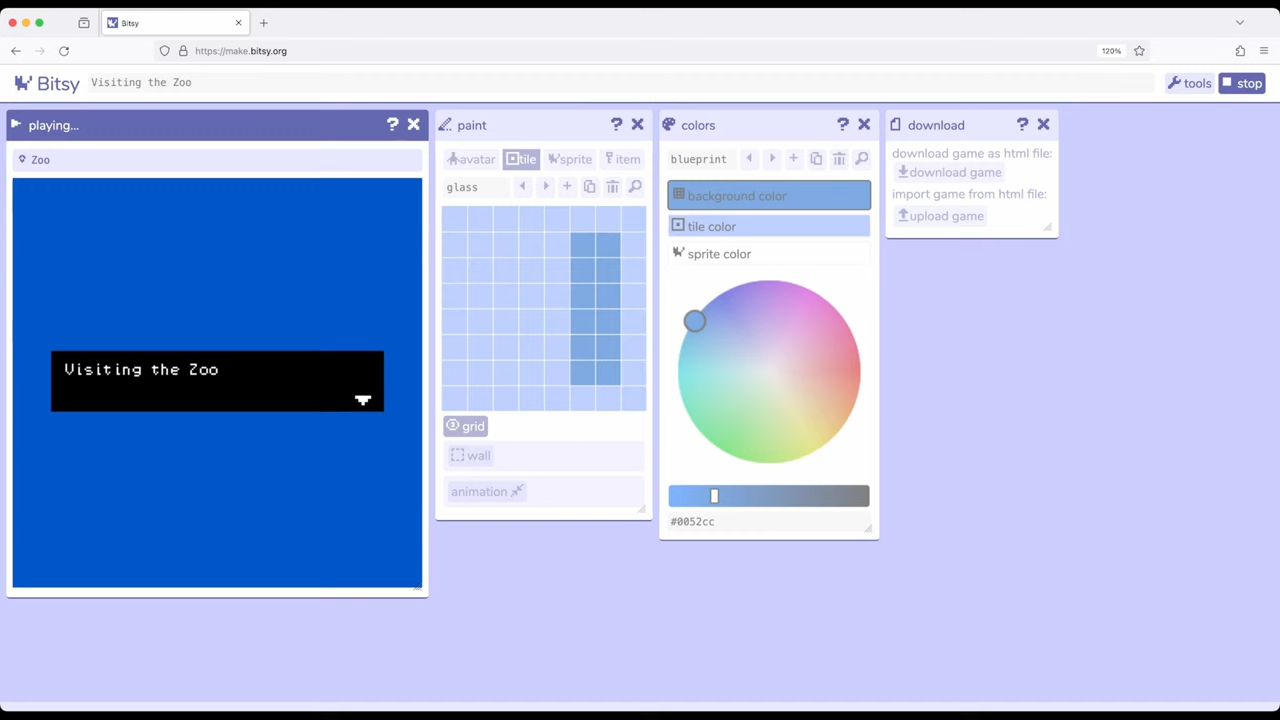 Bitsy
https://make.bitsy.org
120%
Bitsy
Visiting the Zoo
tools
stop
playing...
?
Zoo
Visiting the Zoo
paint
?
avatar
tile
sprite
item
glass
grid
wall
animation
colors
?
blueprint
background color
tile color
sprite color
#0052cc
download
?
download game as html file:
download game
import game from html file:
upload game